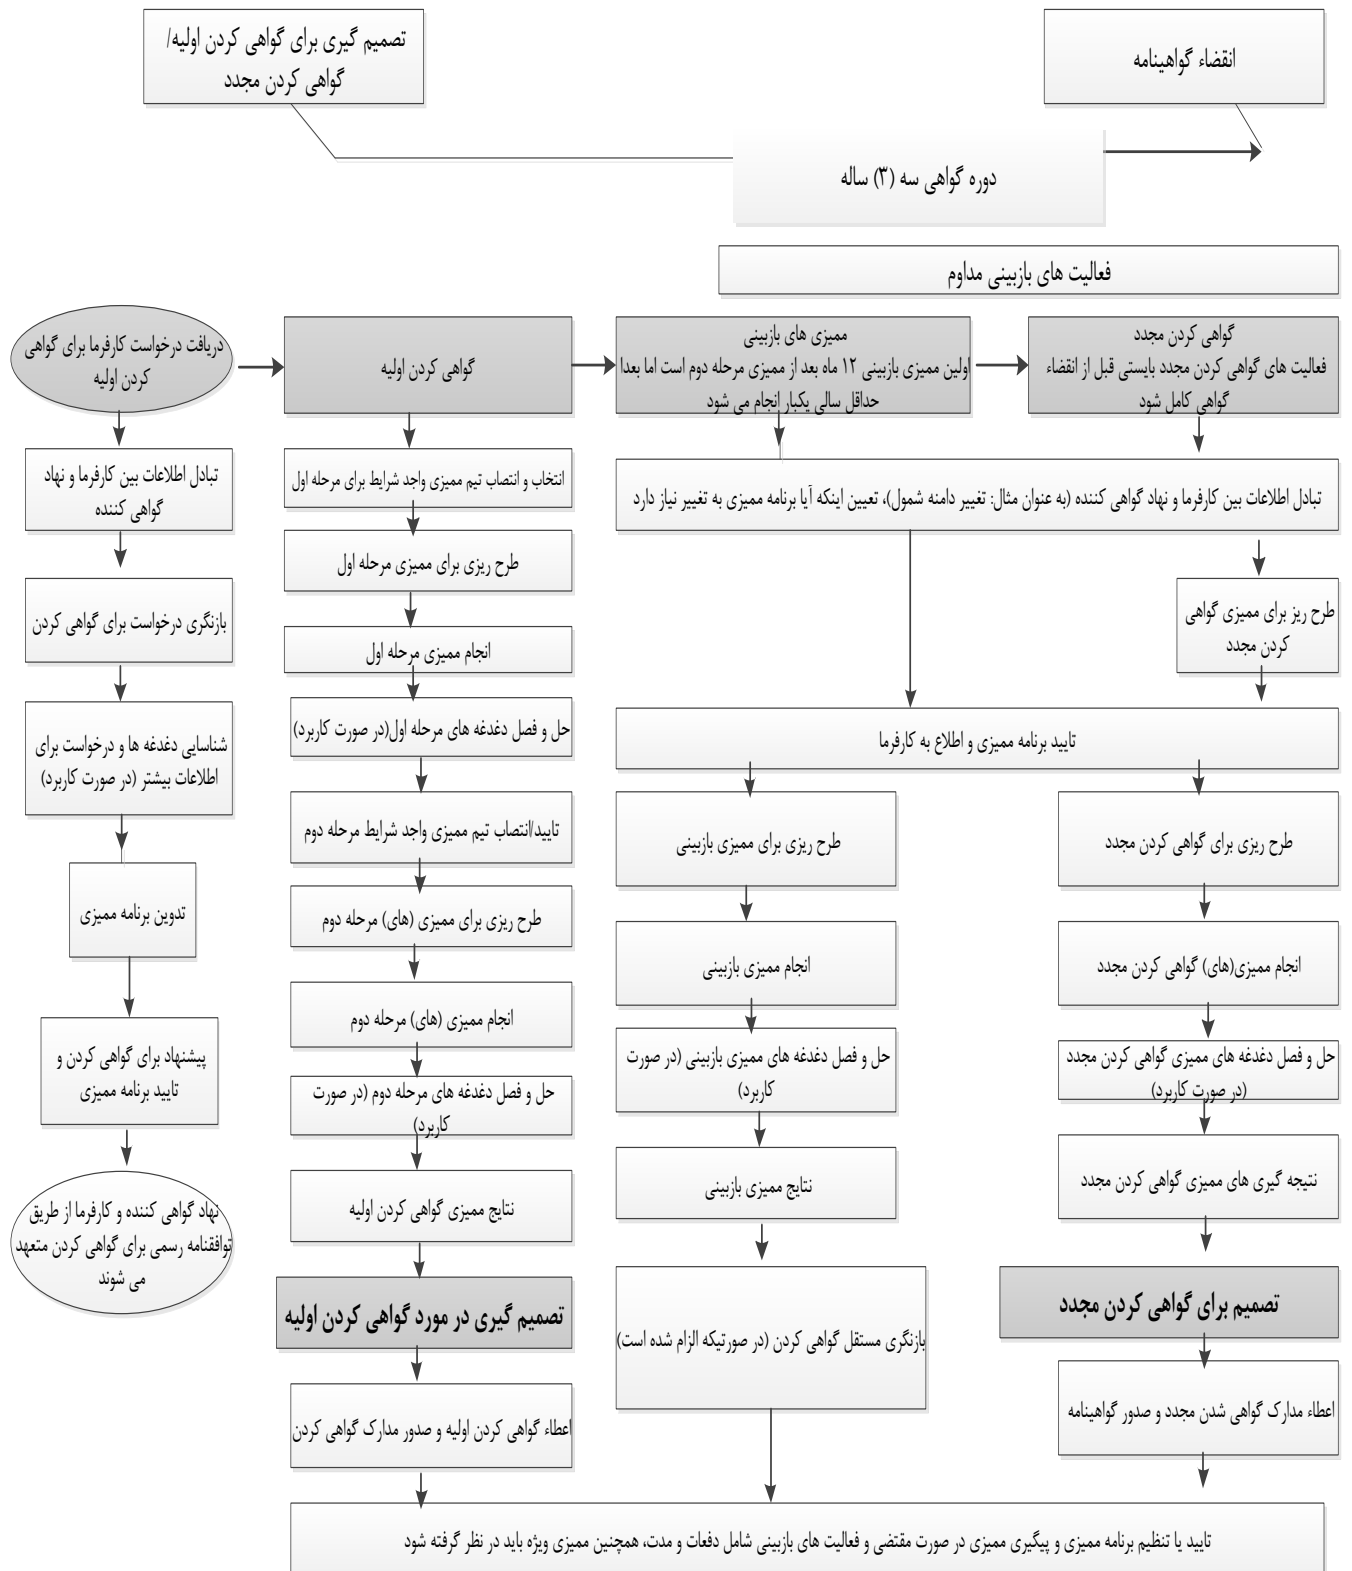 تصمیم گیری برای گواهی کردن اولیه/
گواهی کردن مجدد
انقضاء گواهینامه
دوره گواهی سه (۳) ساله
فعالیت های بازبینی مداوم
دریافت درخواست کارفرما برای گواهی
کردن اولیه
گواهی کردن اولیه
ممیزی های بازبینی
اولین ممیزی بازبینی ۱۲ ماه بعد از ممیزی مرحله دوم است اما بعدا
حداقل سالی یکبار انجام می شود
گواهی کردن مجدد
فعالیت های گواهی کردن مجدد بایستی قبل از انقضاء
گواهی کامل شود
تبادل اطلاعات بین کارفرما و نهاد
گواهی کننده
بازنگری درخواست برای گواهی کردن
شناسایی دغدغه ها و درخواست برای
اطلاعات بیشتر (در صورت کاربرد)
تدوین برنامه ممیزی
پیشنهاد برای گواهی کردن و
تایید برنامه ممیزی
نهاد گواهی کننده و کارفرما از طریق
توافقنامه رسمی برای گواهی کردن متعهد
می شوند
انتخاب و انتصاب تیم ممیزی واجد شرایط برای مرحله اول
طرح ریزی برای ممیزی مرحله اول
انجام ممیزی مرحله اول
حل و فصل دغدغه های مرحله اول(در صورت کاربرد)
تایید/انتصاب تیم ممیزی واجد شرایط مرحله دوم
طرح ریزی برای ممیزی (های) مرحله دوم
انجام ممیزی (های) مرحله دوم
حل و فصل دغدغه های مرحله دوم (در صورت
کاربرد)
نتایج ممیزی گواهی کردن اولیه
تصمیم گیری در مورد گواهی کردن اولیه
اعطاء گواهی کردن اولیه و صدور مدارک گواهی کردن
تبادل اطلاعات بین کارفرما و نهاد گواهی کننده (به عنوان مثال: تغییر دامنه شمول)، تعیین اینکه آیا برنامه ممیزی به تغییر نیاز دارد
طرح ریز برای ممیزی گواهی
کردن مجدد
تایید برنامه ممیزی و اطلاع به کارفرما
طرح ریزی برای ممیزی بازبینی
انجام ممیزی بازبینی
حل و فصل دغدغه های ممیزی بازبینی (در صورت
کاربرد)
نتایج ممیزی بازبینی
بازنگری مستقل گواهی کردن (در صورتیکه الزام شده است)
طرح ریزی برای گواهی کردن مجدد
انجام ممیزی(های) گواهی کردن مجدد
حل و فصل دغدغه های ممیزی گواهی کردن مجدد
(در صورت کاربرد)
نتیجه گیری های ممیزی گواهی کردن مجدد
تصمیم برای گواهی کردن مجدد
اعطاء مدارک گواهی شدن مجدد و صدور گواهینامه
تایید یا تنظیم برنامه ممیزی و پیگیری ممیزی در صورت مقتضی و فعالیت های بازبینی شامل دفعات و مدت، همچنین ممیزی ویژه باید در نظر گرفته شود